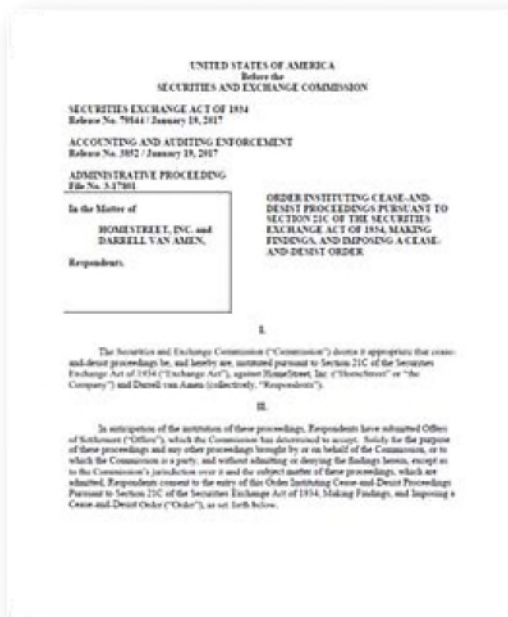 UNITED STATES OF AMERICA
Before the
SECURITIES AND EXCHANGE COMMISSION
SECURITIES EXCHANGE ACT OF 1934
Release No. 79844 / January 19, 2017
ACCOUNTING AND AUDITING ENFORCEMENT
Release No. 3852 / January 19, 2017
ADMINISTRATIVE PROCEEDING
File No. 3-17801
In the Matter of
HOMESTREET, INC. and
DARRELL VAN AMEN,
Respondents.
ORDER INSTITUTING CEASE-AND-
DESIST PROCEEDINGS PURSUANT TO
SECTION 21C OF THE SECURITIES
EXCHANGE ACT OF 1934, MAKING
FINDINGS, AND IMPOSING A CEASE-
AND-DESIST ORDER
I.
The Securities and Exchange Commission ("Commission") deems it appropriate that cease-
and-desist proceedings be, and hereby are, instituted pursuant to Section 21C of the Securities
Exchange Act of 1934 ("Exchange Act"), against HomeStreet, Inc. ("HomeStreet" or "the
Company") and Darrell van Amen (collectively, "Respondents").
II.
In anticipation of the institution of these proceedings, Respondents have submitted Offers
of Settlement ("Offers"), which the Commission has determined to accept. Solely for the purpose
of these proceedings and any other proceedings brought by or on behalf of the Commission, or to
which the Commission is a party, and without admitting or denying the findings herein, except as
to the Commission's jurisdiction over it and the subject matter of these proceedings, which are
admitted, Respondents consent to the entry of this Order Instituting Cease-and-Desist Proceedings
Pursuant to Section 21C of the Securities Exchange Act of 1934, Making Findings, and Imposing a
Cease-and-Desist Order ("Order"), as set forth below.